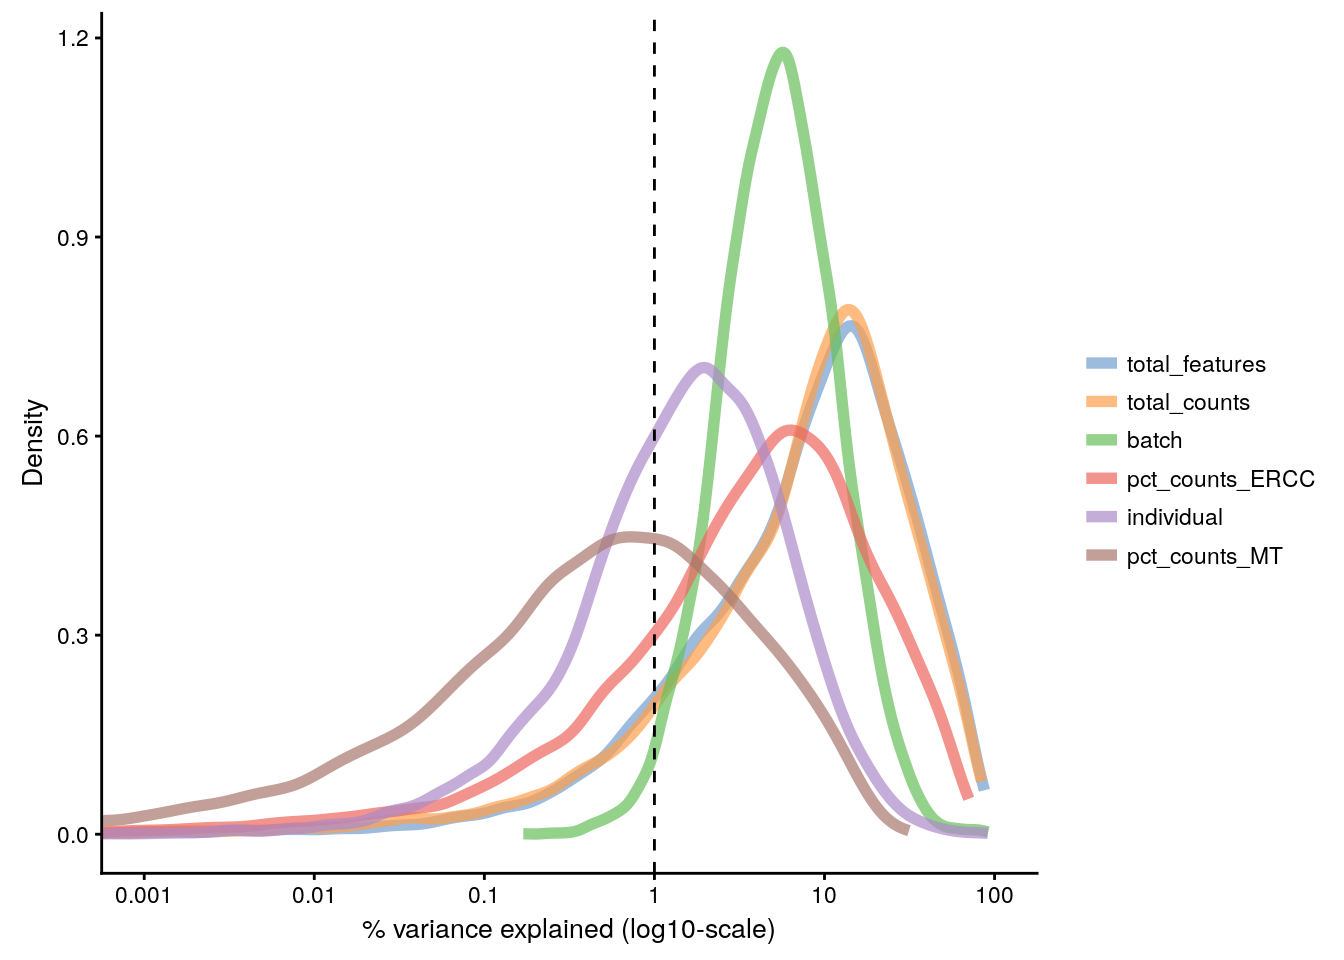 1.2
0.9
0.6
0.3
0.0
Density
0.001
0.01
0.1
1
10
100
% variance explained (log10-scale)
total_features
total_counts
batch
pct_counts_ERCC
individual
pct_counts_MT